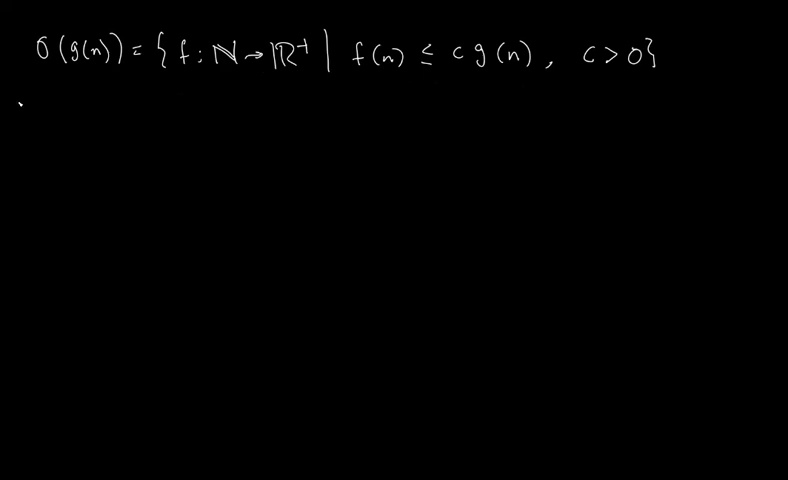 O(g(n)) = { f : ℕ → ℝ⁺ | f(n) ≤ c g(n) , c > 0 }